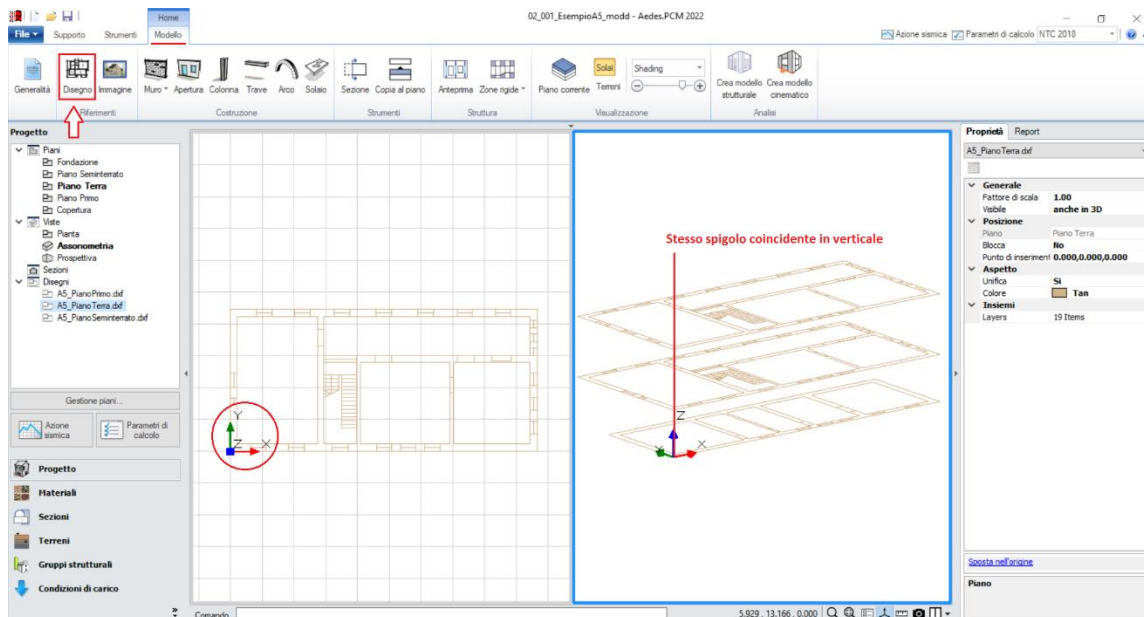 02_001_EsempioA5_modd - Aedes.PCM 2022
Home
File Supporto Strumenti Modello
Azione sismica Parametri di calcolo NTC 2018
Generalità Disegno Immagine Muro Apertura Colonna Trave Arco Solaio Sezione Copia al piano Anteprima Zone rigide Piano corrente Solai Terreni Shading Crea modello strutturale Crea modello cinematico
Riferimenti Costruzione Strumenti Struttura Visualizzazione Analisi
Progetto
Piani
Fondazione
Piano Seminterrato
Piano Terra
Piano Primo
Copertura
Viste
Pianta
Assonometria
Prospettiva
Sezioni
Disegni
A5_PianoPrimo.dxf
A5_PianoTerra.dxf
A5_PianoSeminterrato.dxf
Gestione piani...
Azione sismica
Parametri di calcolo
Progetto
Materiali
Sezioni
Terreni
Gruppi strutturali
Condizioni di carico
Y
Z X
Stesso spigolo coincidente in verticale
Z
Y X
Comando
5.929 , 13.166 , 0.000
Proprietà Report
A5_PianoTerra.dxf
Generale
Fattore di scala 1.00
Visibile anche in 3D
Posizione
Piano Piano Terra
Blocca No
Punto di inseriment 0.000,0.000,0.000
Aspetto
Unifica Sì
Colore Tan
Insiemi
Layers 19 Items
Sposta nell'origine
Piano